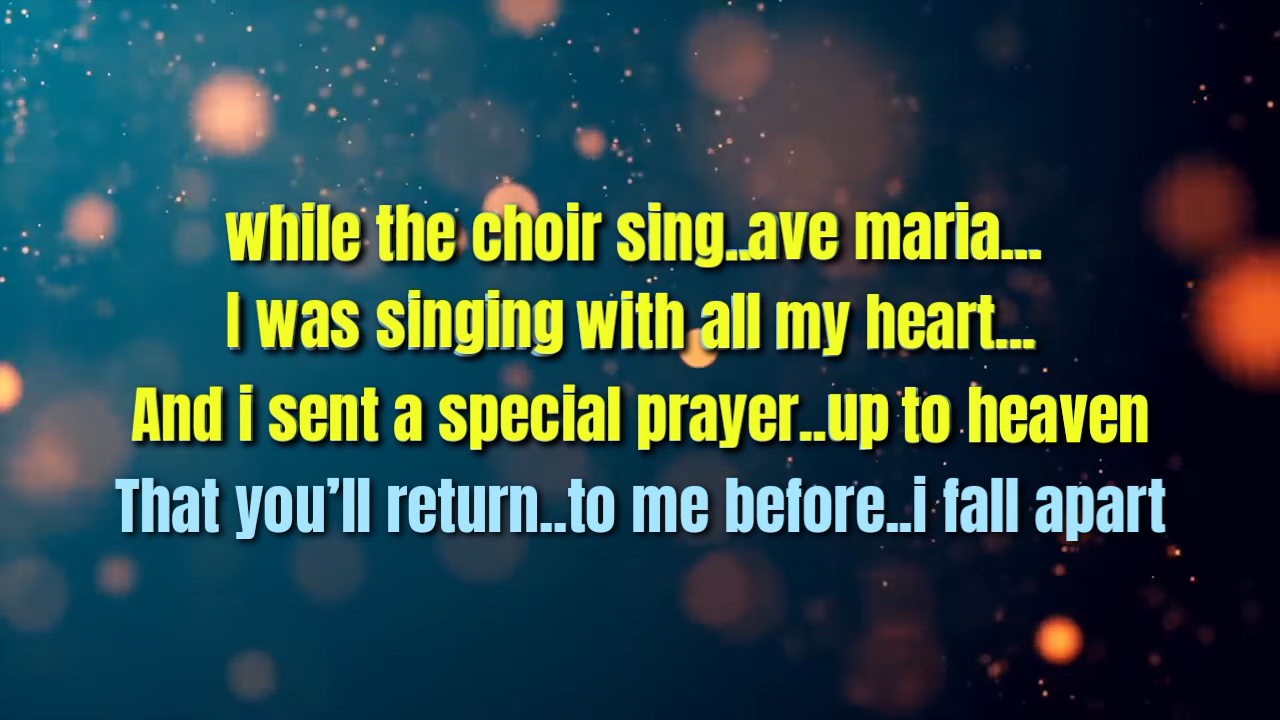 while the choir sing..ave maria...
I was singing with all my heart...
And i sent a special prayer..up to heaven
That you’ll return..to me before..i fall apart